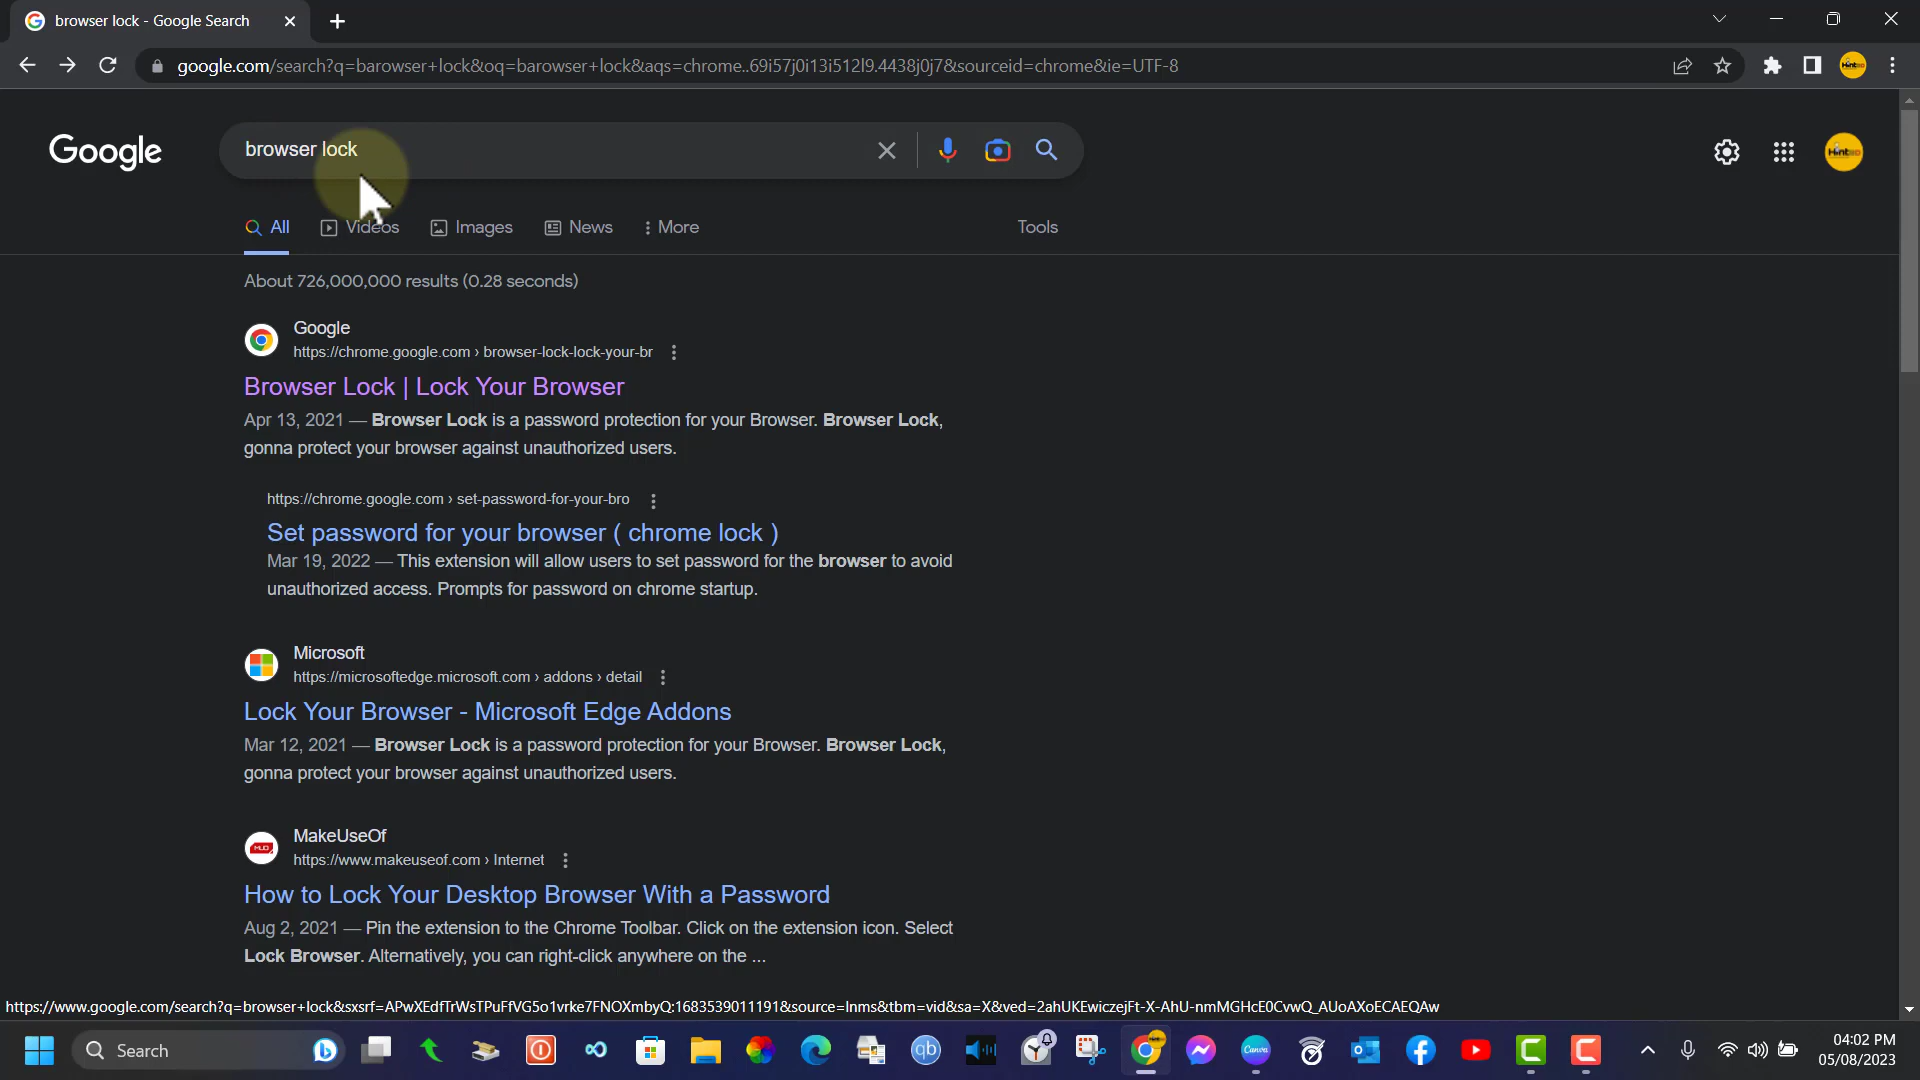 browser lock - Google Search
google.com/search?q=barowser+lock&oq=barowser+lock&aqs=chrome..69i57j0i13i512l9.4438j0j7&sourceid=chrome&ie=UTF-8
Google
browser lock
All Videos Images News More Tools
About 726,000,000 results (0.28 seconds)
Google
https://chrome.google.com › browser-lock-lock-your-br
Browser Lock | Lock Your Browser
Apr 13, 2021 — Browser Lock is a password protection for your Browser. Browser Lock,
gonna protect your browser against unauthorized users.
https://chrome.google.com › set-password-for-your-bro
Set password for your browser ( chrome lock )
Mar 19, 2022 — This extension will allow users to set password for the browser to avoid
unauthorized access. Prompts for password on chrome startup.
Microsoft
https://microsoftedge.microsoft.com › addons › detail
Lock Your Browser - Microsoft Edge Addons
Mar 12, 2021 — Browser Lock is a password protection for your Browser. Browser Lock,
gonna protect your browser against unauthorized users.
MakeUseOf
https://www.makeuseof.com › Internet
How to Lock Your Desktop Browser With a Password
Aug 2, 2021 — Pin the extension to the Chrome Toolbar. Click on the extension icon. Select
Lock Browser. Alternatively, you can right-click anywhere on the ...
https://www.google.com/search?q=browser+lock&sxsrf=APwXEdfTrWsTPuFfVG5o1vrke7FNOXmbyQ:1683539011191&source=lnms&tbm=vid&sa=X&ved=2ahUKEwiczejFt-X-AhU-nmMGHcE0CvwQ_AUoAXoECAEQAw
Search
qb
Canva
04:02 PM
05/08/2023